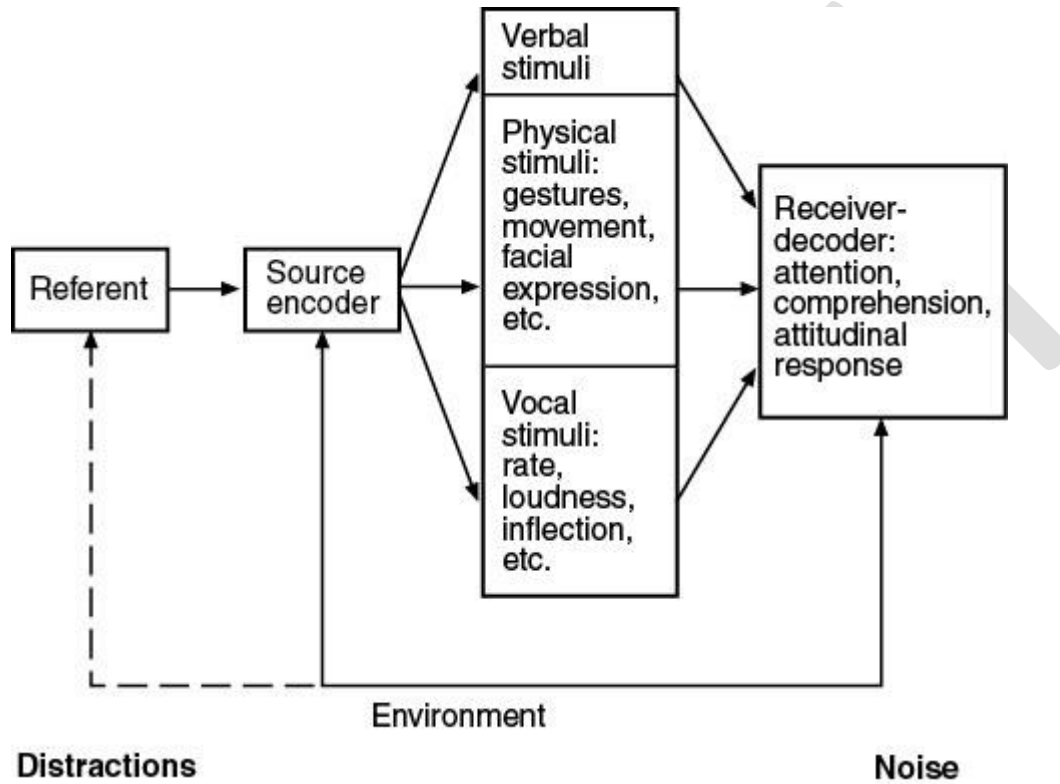 Referent
Source
encoder
Verbal
stimuli
Physical
stimuli:
gestures,
movement,
facial
expression,
etc.
Vocal
stimuli:
rate,
loudness,
inflection,
etc.
Receiver-
decoder:
attention,
comprehension,
attitudinal
response
Environment
Distractions
Noise